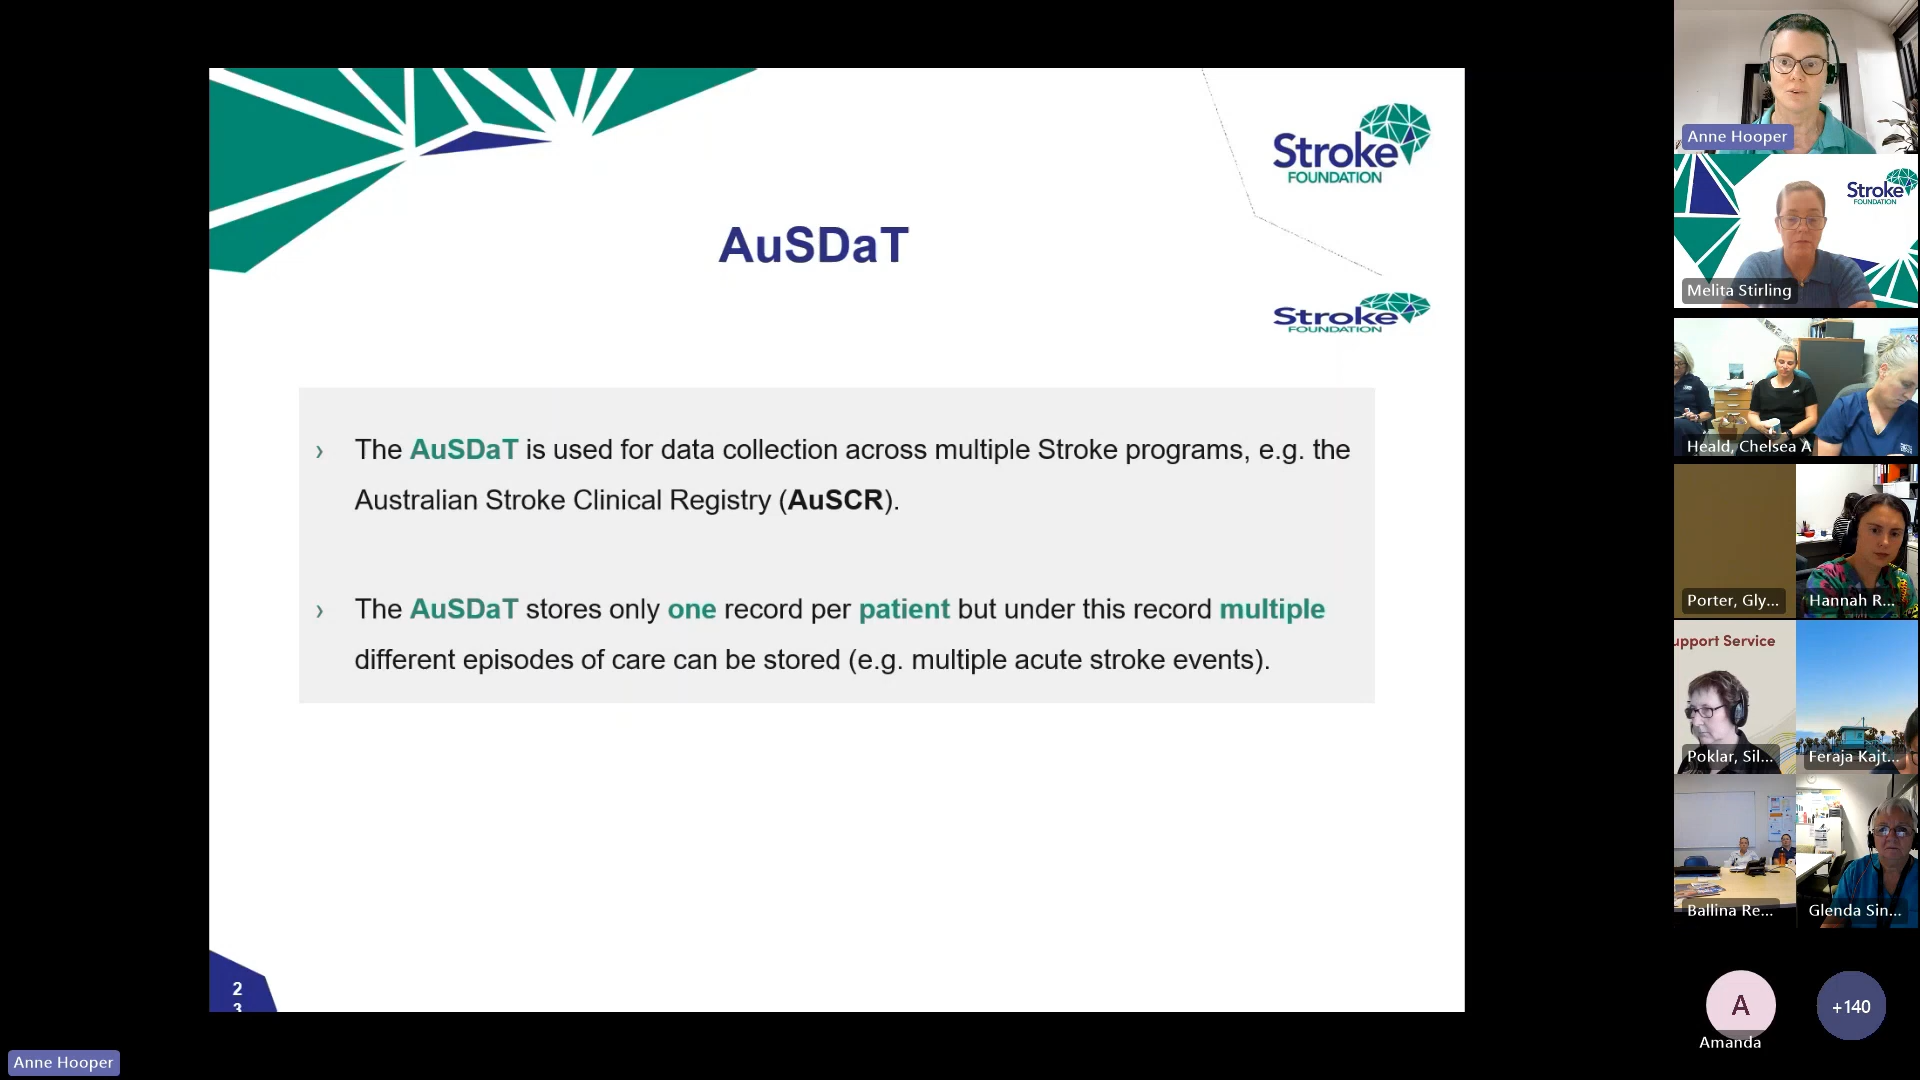 Stroke
FOUNDATION
AuSDaT
Stroke
FOUNDATION
› The AuSDaT is used for data collection across multiple Stroke programs, e.g. the
Australian Stroke Clinical Registry (AuSCR).
› The AuSDaT stores only one record per patient but under this record multiple
different episodes of care can be stored (e.g. multiple acute stroke events).
2
3
Anne Hooper
Anne Hooper
Stroke
FOUNDATION
Melita Stirling
Heald, Chelsea A
Porter, Gly...
Hannah R...
upport Service
Poklar, Sil...
Feraja Kajt...
Ballina Re...
Glenda Sin...
A
Amanda
+140